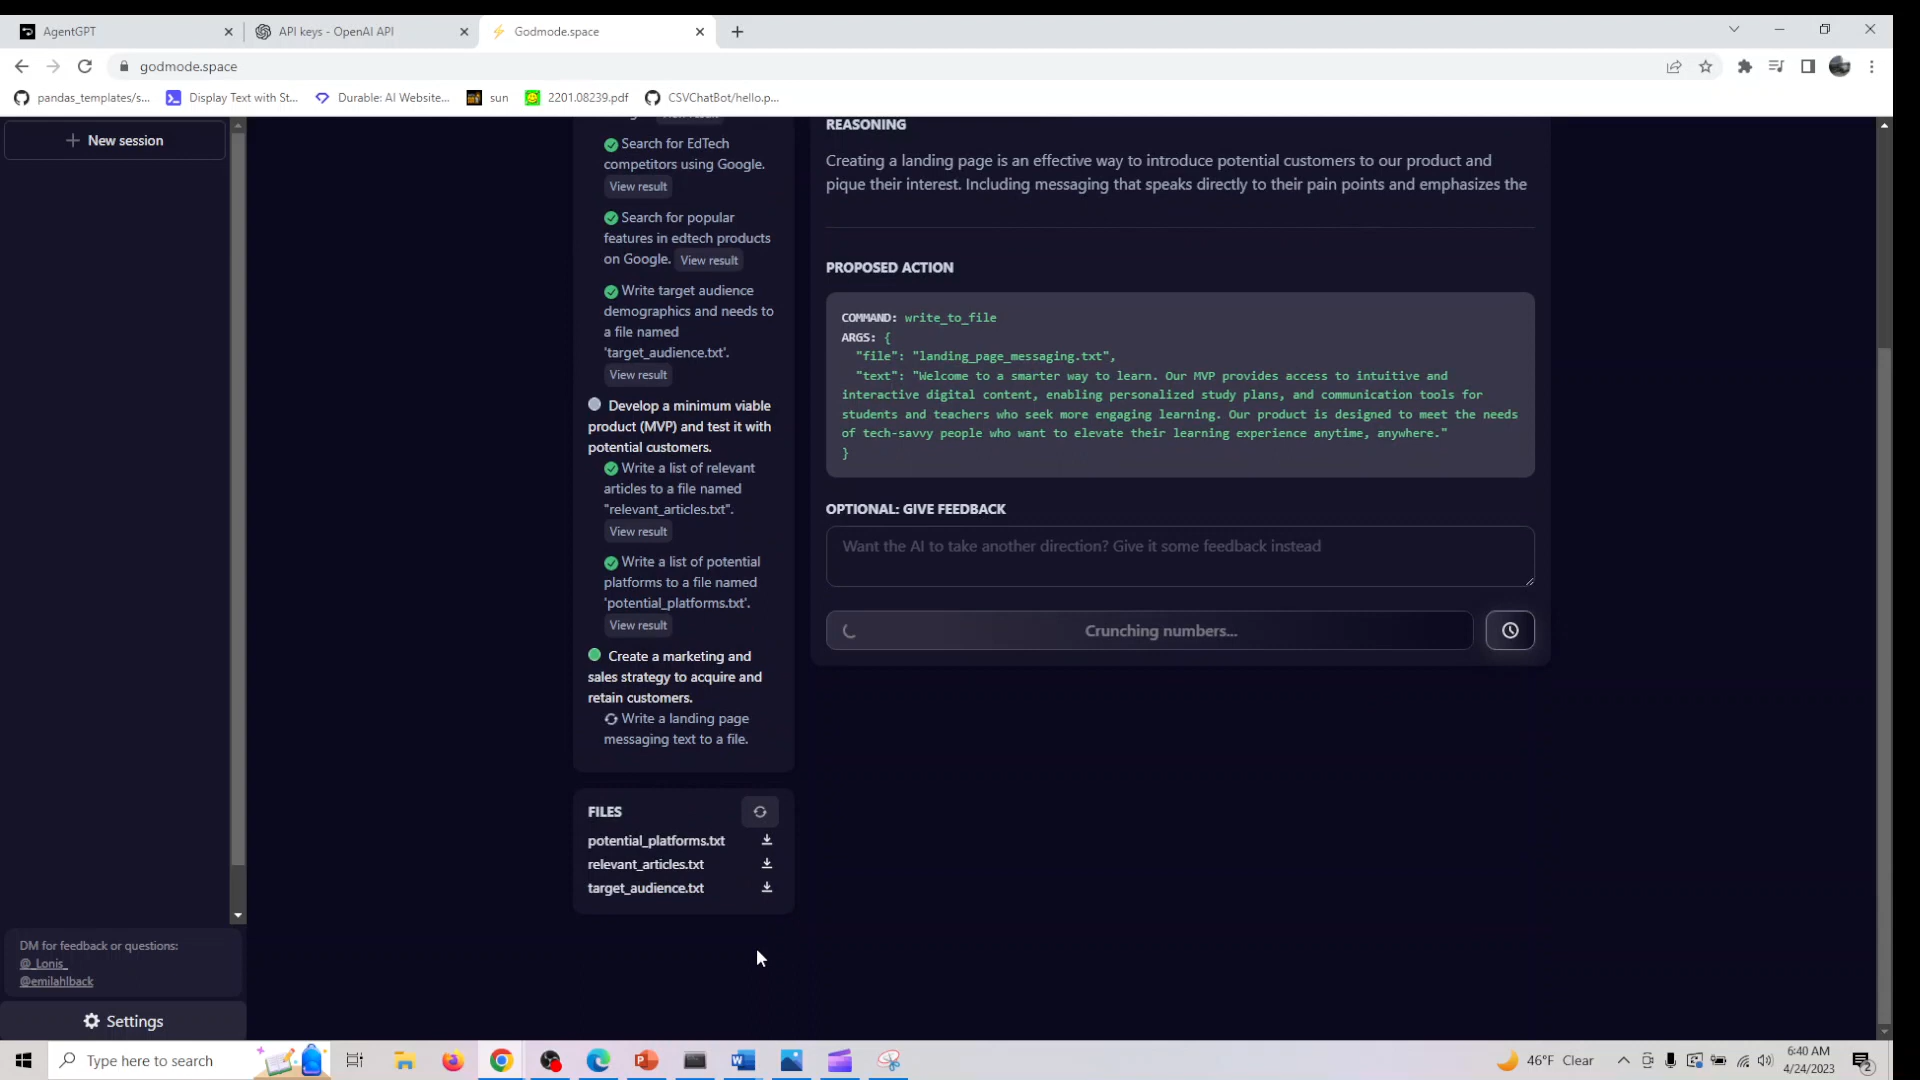 AgentGPT
API keys - OpenAI API
Godmode.space
godmode.space
pandas_templates/s...
Display Text with St...
Durable: AI Website...
sun
2201.08239.pdf
CSVChatBot/hello.p...
New session
Search for EdTech
competitors using Google.
View result
Search for popular
features in edtech products
on Google. View result
Write target audience
demographics and needs to
a file named
'target_audience.txt'.
View result
Develop a minimum viable
product (MVP) and test it with
potential customers.
Write a list of relevant
articles to a file named
"relevant_articles.txt".
View result
Write a list of potential
platforms to a file named
'potential_platforms.txt'.
View result
Create a marketing and
sales strategy to acquire and
retain customers.
Write a landing page
messaging text to a file.
FILES
potential_platforms.txt
relevant_articles.txt
target_audience.txt
REASONING
Creating a landing page is an effective way to introduce potential customers to our product and
pique their interest. Including messaging that speaks directly to their pain points and emphasizes the
PROPOSED ACTION
COMMAND: write_to_file
ARGS: {
"file": "landing_page_messaging.txt",
"text": "Welcome to a smarter way to learn. Our MVP provides access to intuitive and
interactive digital content, enabling personalized study plans, and communication tools for
students and teachers who seek more engaging learning. Our product is designed to meet the needs
of tech-savvy people who want to elevate their learning experience anytime, anywhere."
}
OPTIONAL: GIVE FEEDBACK
Want the AI to take another direction? Give it some feedback instead
Crunching numbers...
DM for feedback or questions:
@_Lonis_
@emilahlback
Settings
Type here to search
46°F Clear
6:40 AM
4/24/2023
2